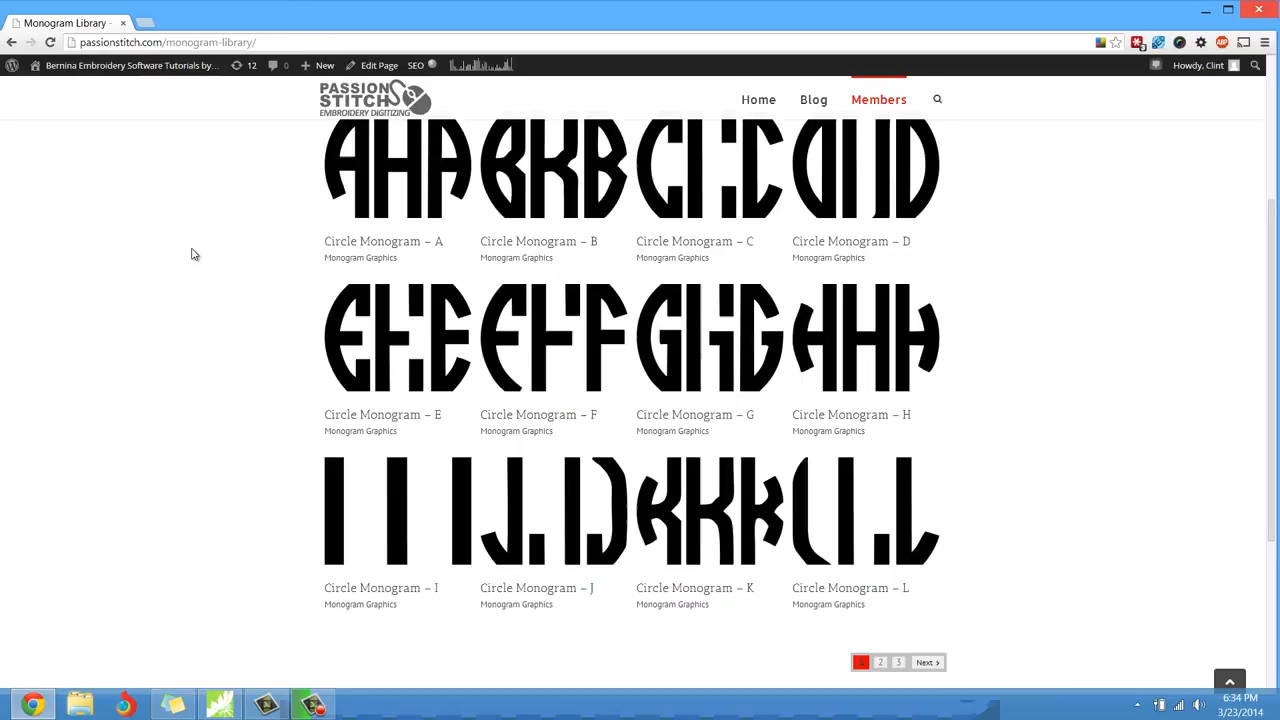 Monogram Library -
passionstitch.com/monogram-library/
Bernina Embroidery Software Tutorials by... 12 + New Edit Page SEO Howdy, Clint
PASSION
STITCH
EMBROIDERY DIGITIZING
Home Blog Members
Circle Monogram – A Circle Monogram – B Circle Monogram – C Circle Monogram – D
Monogram Graphics Monogram Graphics Monogram Graphics Monogram Graphics
Circle Monogram – E Circle Monogram – F Circle Monogram – G Circle Monogram – H
Monogram Graphics Monogram Graphics Monogram Graphics Monogram Graphics
Circle Monogram – I Circle Monogram – J Circle Monogram – K Circle Monogram – L
Monogram Graphics Monogram Graphics Monogram Graphics Monogram Graphics
2 3 Next ›
6:34 PM
3/23/2014